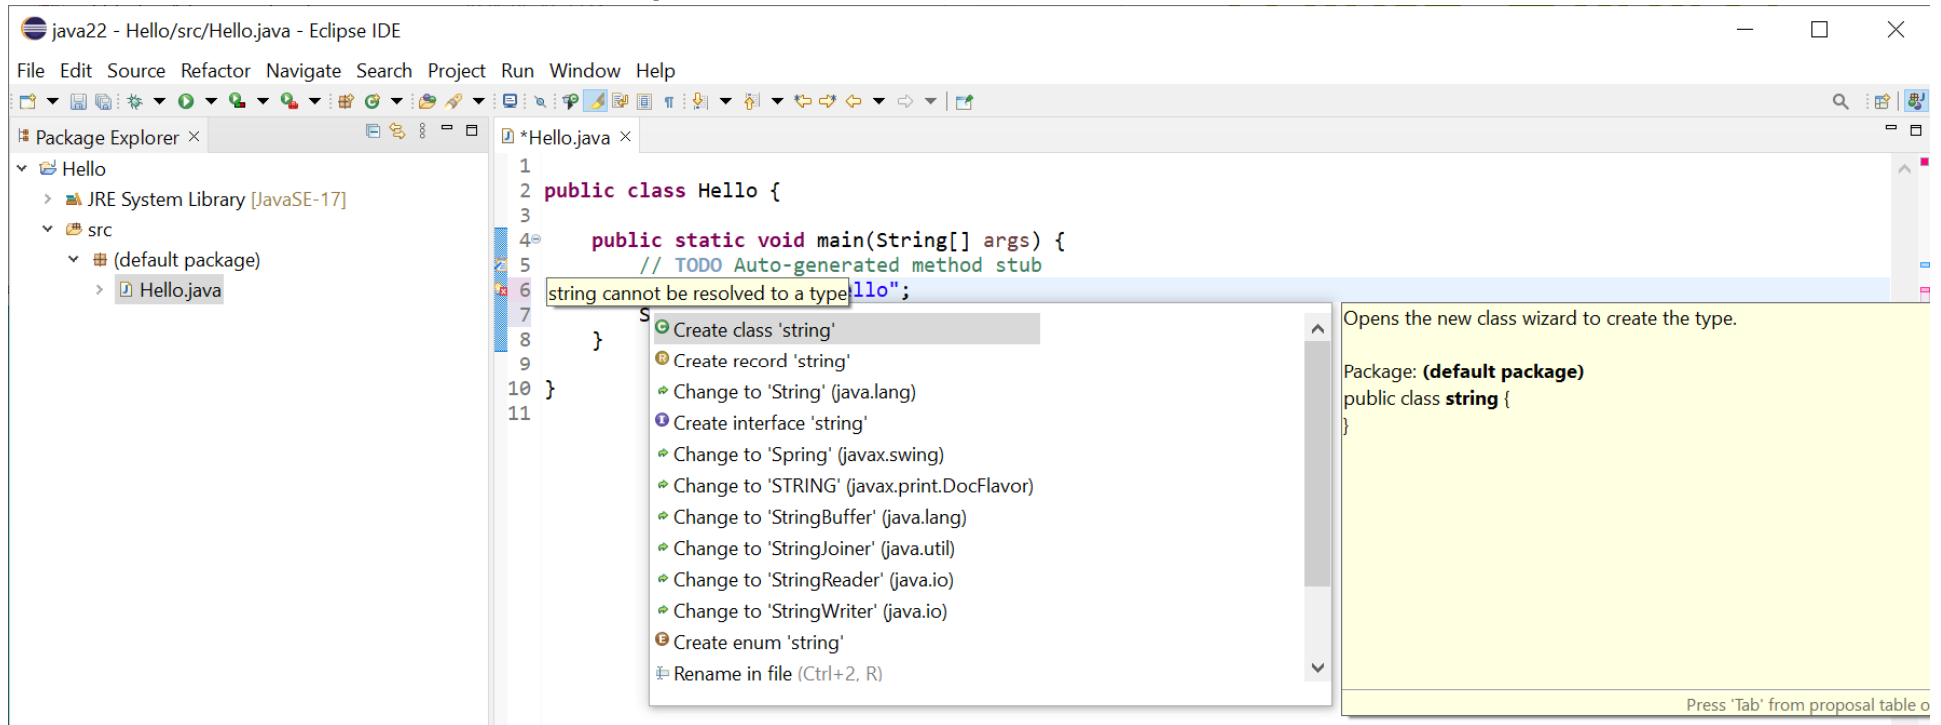 java22 - Hello/src/Hello.java - Eclipse IDE
File Edit Source Refactor Navigate Search Project Run Window Help
Package Explorer
Hello
JRE System Library [JavaSE-17]
src
(default package)
Hello.java
*Hello.java
1
2 public class Hello {
3
4 public static void main(String[] args) {
5 // TODO Auto-generated method stub
6 llo";
string cannot be resolved to a type
7 S
8 }
9
10 }
11
Create class 'string'
Create record 'string'
Change to 'String' (java.lang)
Create interface 'string'
Change to 'Spring' (javax.swing)
Change to 'STRING' (javax.print.DocFlavor)
Change to 'StringBuffer' (java.lang)
Change to 'StringJoiner' (java.util)
Change to 'StringReader' (java.io)
Change to 'StringWriter' (java.io)
Create enum 'string'
Rename in file (Ctrl+2, R)
Opens the new class wizard to create the type.
Package: (default package)
public class string {
}
Press 'Tab' from proposal table o